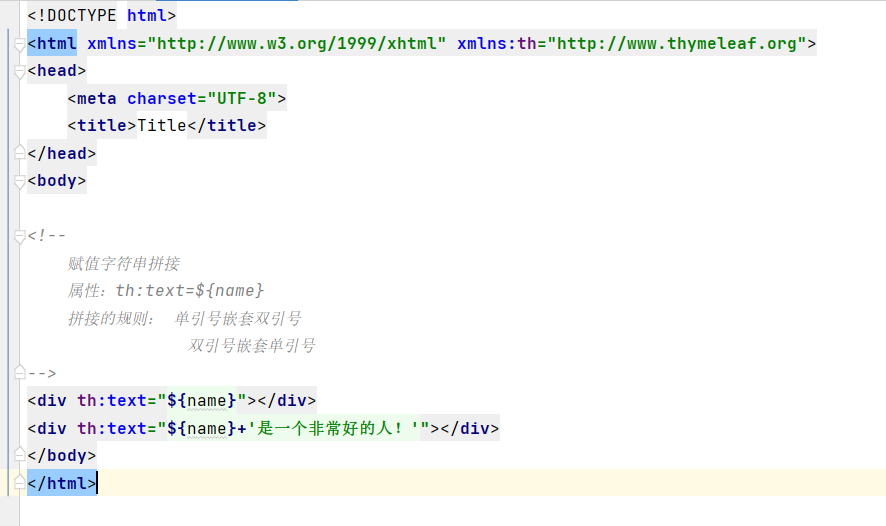 <!DOCTYPE html>
<html xmlns="http://www.w3.org/1999/xhtml" xmlns:th="http://www.thymeleaf.org">
<head>
    <meta charset="UTF-8">
    <title>Title</title>
</head>
<body>
<!--
    赋值字符串拼接
    属性：th:text=${name}
    拼接的规则： 单引号嵌套双引号
                双引号嵌套单引号
-->
<div th:text="${name}"></div>
<div th:text="${name}+'是一个非常好的人！'"></div>
</body>
</html>